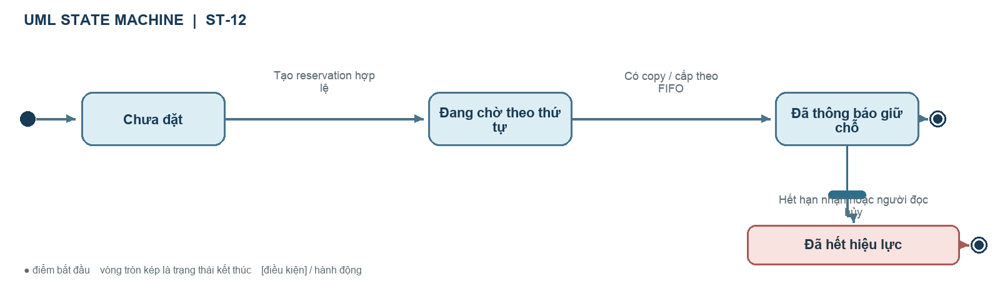 UML STATE MACHINE | ST-12
Tạo reservation hợp
lệ
Có copy / cấp theo
FIFO
Chưa đặt
Đang chờ theo thứ
tự
Đã thông báo giữ
chỗ
Hết hạn nhận hoặc người đọc
hủy
Đã hết hiệu lực
● điểm bắt đầu vòng tròn kép là trạng thái kết thúc [điều kiện] / hành động